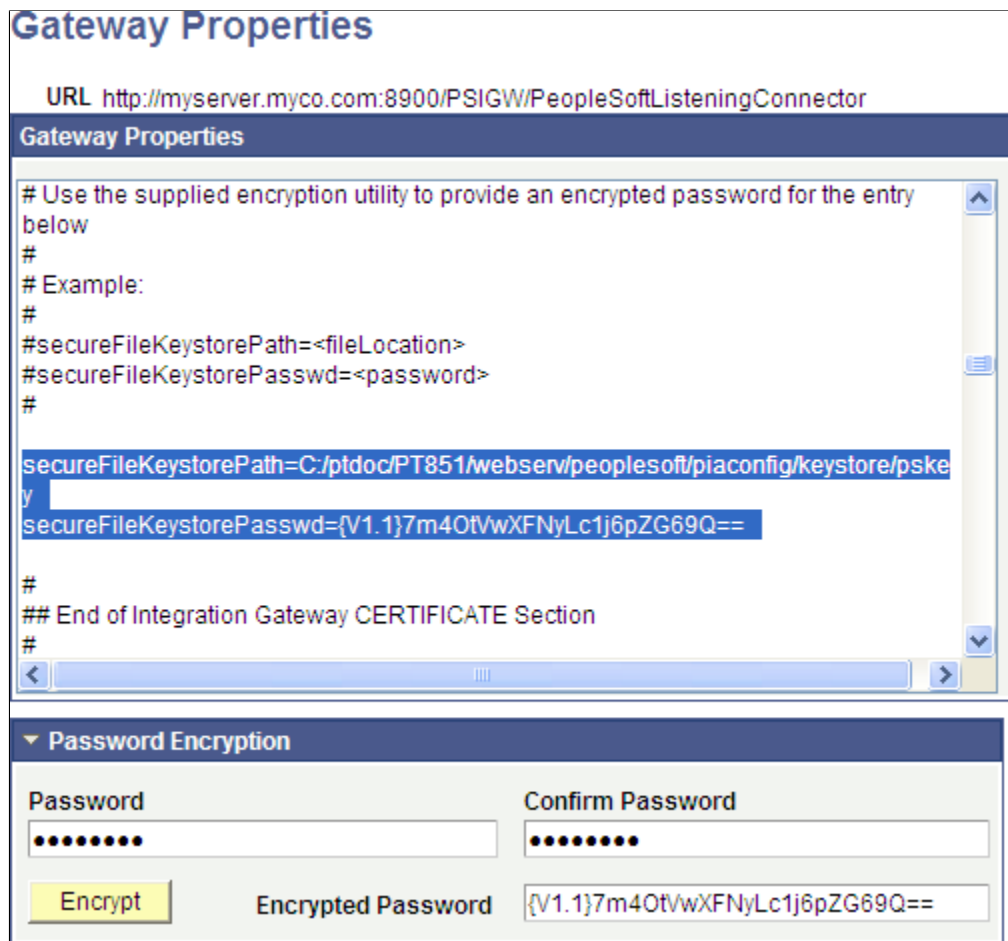 Gateway Properties
URL http://myserver.myco.com:8900/PSIGW/PeopleSoftListeningConnector
Gateway Properties
# Use the supplied encryption utility to provide an encrypted password for the entry
below
#
# Example:
#
#secureFileKeystorePath=<fileLocation>
#secureFileKeystorePasswd=<password>
#
secureFileKeystorePath=C:/ptdoc/PT851/webserv/peoplesoft/piaconfig/keystore/pske
y
secureFileKeystorePasswd={V1.1}7m4OtVwXFNyLc1j6pZG69Q==
#
## End of Integration Gateway CERTIFICATE Section
#
Password Encryption
Password Confirm Password
•••••••• ••••••••
Encrypt Encrypted Password {V1.1}7m4OtVwXFNyLc1j6pZG69Q==